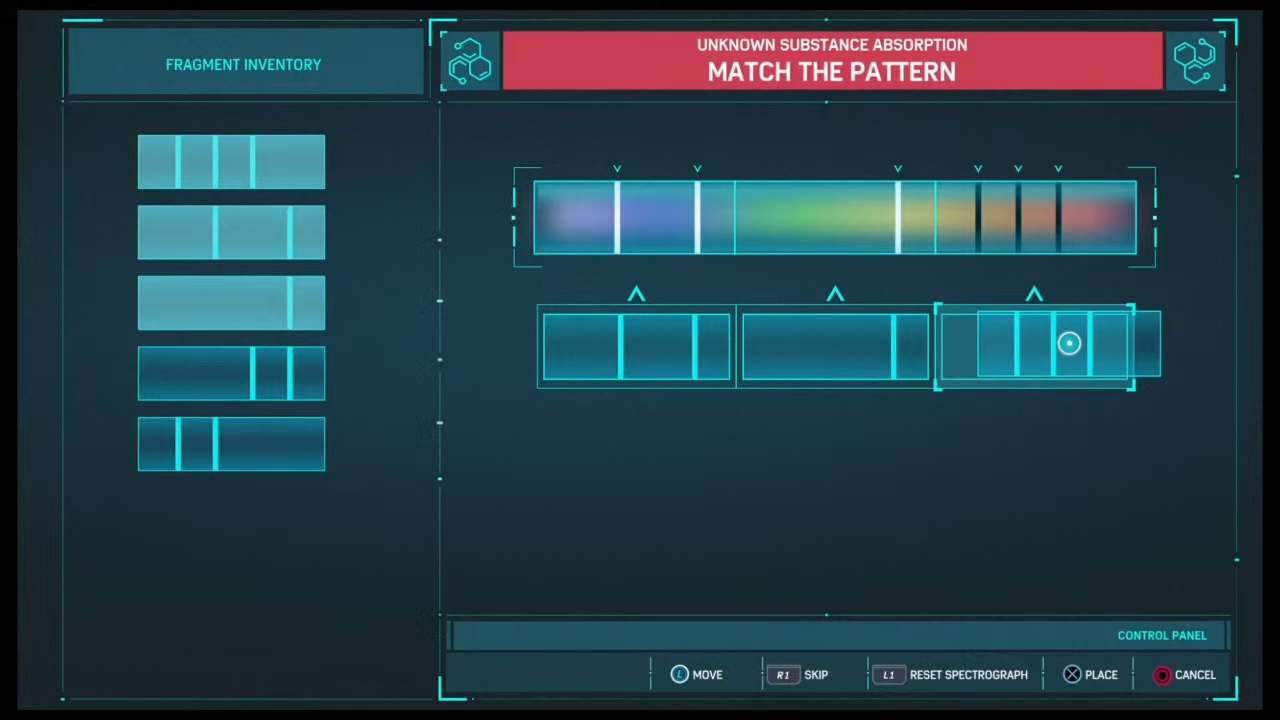 FRAGMENT INVENTORY
UNKNOWN SUBSTANCE ABSORPTION
MATCH THE PATTERN
CONTROL PANEL
L MOVE
R1 SKIP
L1 RESET SPECTROGRAPH
PLACE
CANCEL